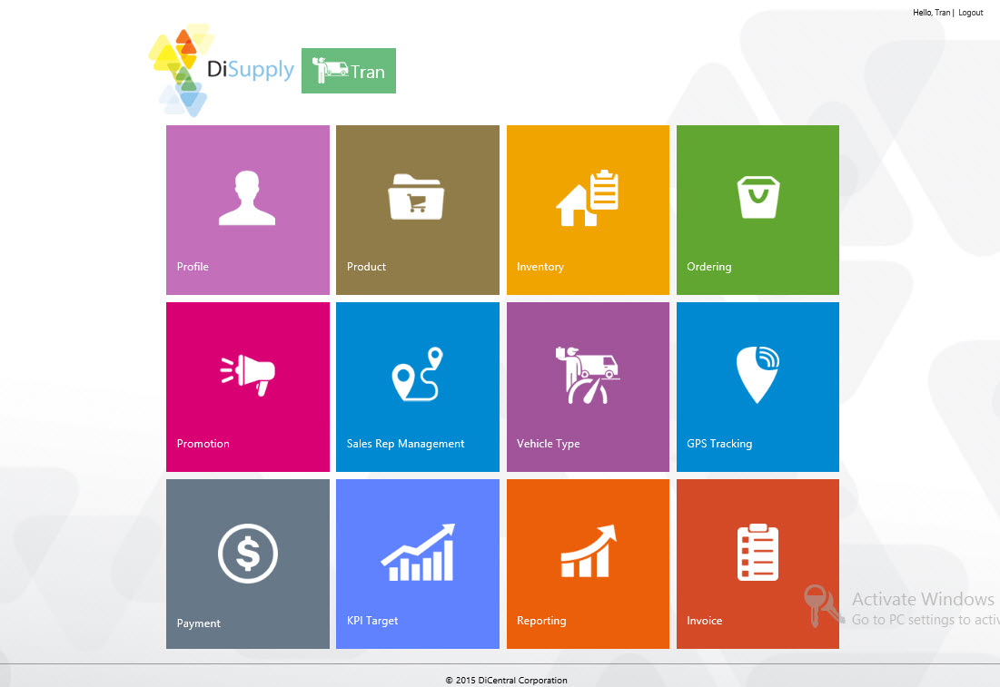 Hello, Tran | Logout
DiSupply
Tran
Profile
Product
Inventory
Ordering
Promotion
Sales Rep Management
Vehicle Type
GPS Tracking
Payment
KPI Target
Reporting
Invoice
Activate Windows
Go to PC settings to activ
© 2015 DiCentral Corporation